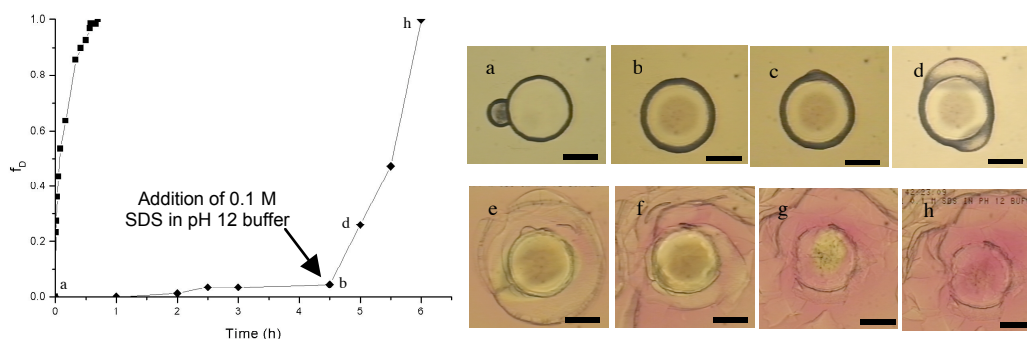 1.0
0.8
0.6
0.4
0.2
0.0
f_D
0 1 2 3 4 5 6
Time (h)
Addition of 0.1 M
SDS in pH 12 buffer
a
b
d
h
a b c d
e f g h
0.1 M SDS IN PH 12 BUFF